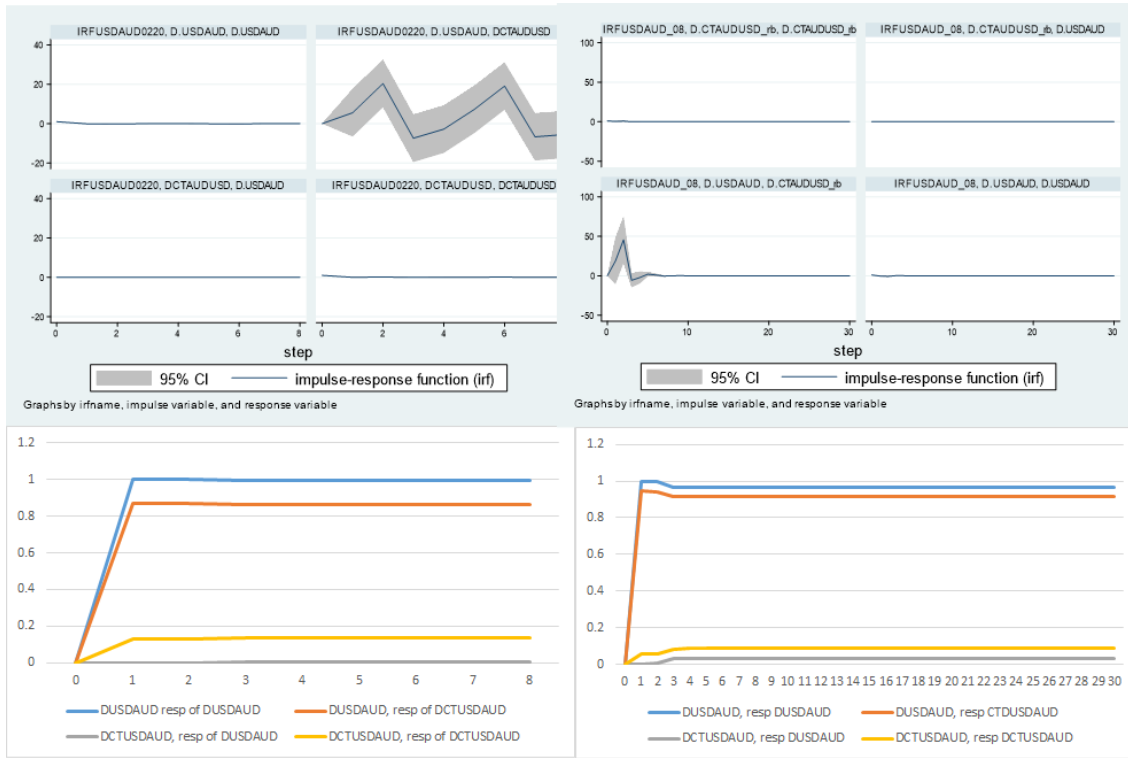 IRFUSDAUD0220, D.USDAUD, D.USDAUD
IRFUSDAUD0220, D.USDAUD, DCTAUDUSD
40
20
0
-20
IRFUSDAUD0220, DCTAUDUSD, D.USDAUD
IRFUSDAUD0220, DCTAUDUSD, DCTAUDUSD
40
20
0
-20
0
2
4
6
8
0
2
4
6
step
95% CI
impulse-response function (irf)
Graphs by irfname, impulse variable, and response variable
IRFUSDAUD_08, D.CTAUDUSD_rb, D.CTAUDUSD_rb
IRFUSDAUD_08, D.CTAUDUSD_rb, D.USDAUD
100
50
0
-50
IRFUSDAUD_08, D.USDAUD, D.CTAUDUSD_rb
IRFUSDAUD_08, D.USDAUD, D.USDAUD
100
50
0
-50
0
10
20
30
0
10
20
30
step
95% CI
impulse-response function (irf)
Graphs by irfname, impulse variable, and response variable
1.2
1
0.8
0.6
0.4
0.2
0
0 1 2 3 4 5 6 7 8
DUSDAUD resp of DUSDAUD
DUSDAUD, resp of DCTUSDAUD
DCTUSDAUD, resp of DUSDAUD
DCTUSDAUD, resp of DCTUSDAUD
1.2
1
0.8
0.6
0.4
0.2
0
0 1 2 3 4 5 6 7 8 9 10 11 12 13 14 15 16 17 18 19 20 21 22 23 24 25 26 27 28 29 30
DUSDAUD, resp DUSDAUD
DUSDAUD, resp CTDUSDAUD
DCTUSDAUD, resp DUSDAUD
DCTUSDAUD, resp DCTUSDAUD